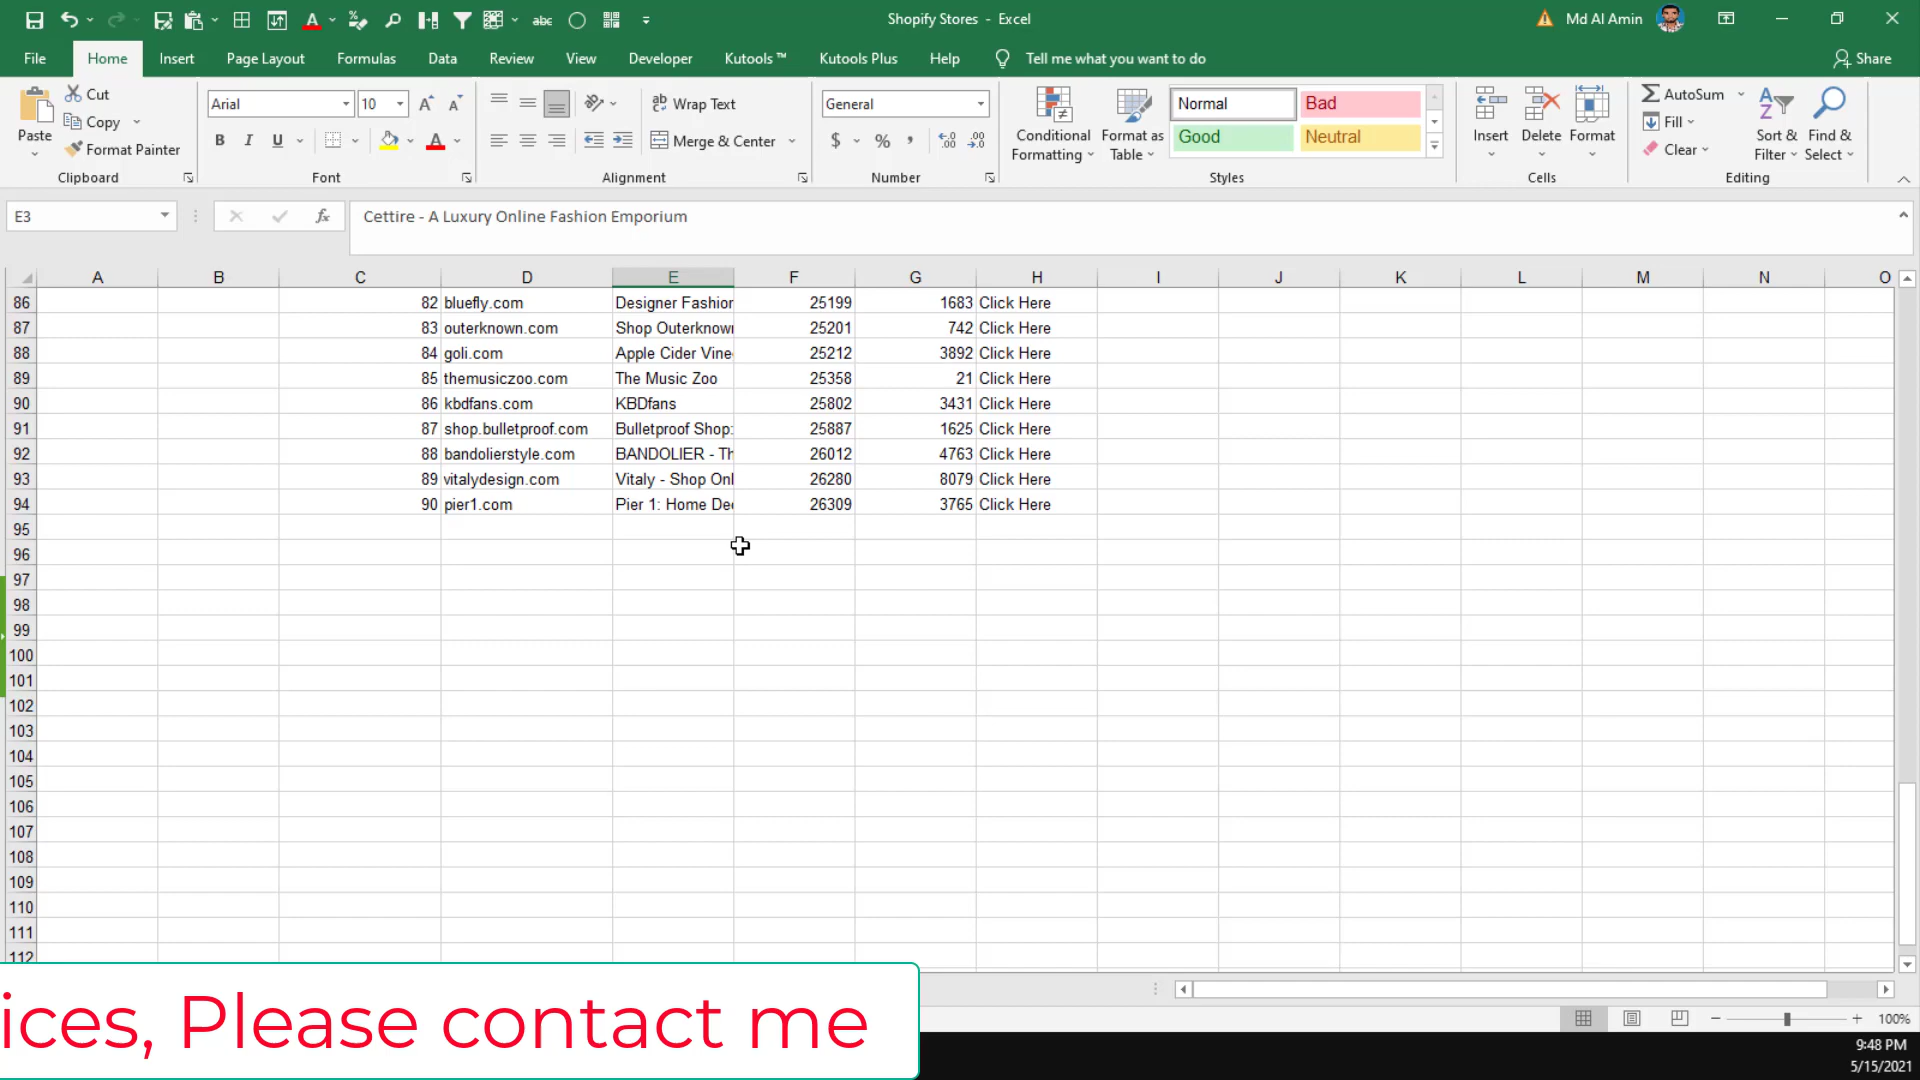 Shopify Stores - Excel
Md Al Amin
File Home Insert Page Layout Formulas Data Review View Developer Kutools ™ Kutools Plus Help Tell me what you want to do Share
Paste
Cut
Copy
Format Painter
Clipboard
Arial 10
B I U
Font
Wrap Text
Merge & Center
Alignment
General
$ % ,
Number
Conditional Formatting
Format as Table
Normal Bad
Good Neutral
Styles
Insert Delete Format
Cells
AutoSum
Fill
Clear
Sort & Filter
Find & Select
Editing
E3 fx Cettire - A Luxury Online Fashion Emporium
A B C D E F G H I J K L M N O
86 82 bluefly.com Designer Fashion 25199 1683 Click Here
87 83 outerknown.com Shop Outerknown 25201 742 Click Here
88 84 goli.com Apple Cider Vine 25212 3892 Click Here
89 85 themusiczoo.com The Music Zoo 25358 21 Click Here
90 86 kbdfans.com KBDfans 25802 3431 Click Here
91 87 shop.bulletproof.com Bulletproof Shop: 25887 1625 Click Here
92 88 bandolierstyle.com BANDOLIER - Th 26012 4763 Click Here
93 89 vitalydesign.com Vitaly - Shop Onl 26280 8079 Click Here
94 90 pier1.com Pier 1: Home Dec 26309 3765 Click Here
95
96
97
98
99
100
101
102
103
104
105
106
107
108
109
110
111
112
ices, Please contact me
100%
9:48 PM
5/15/2021